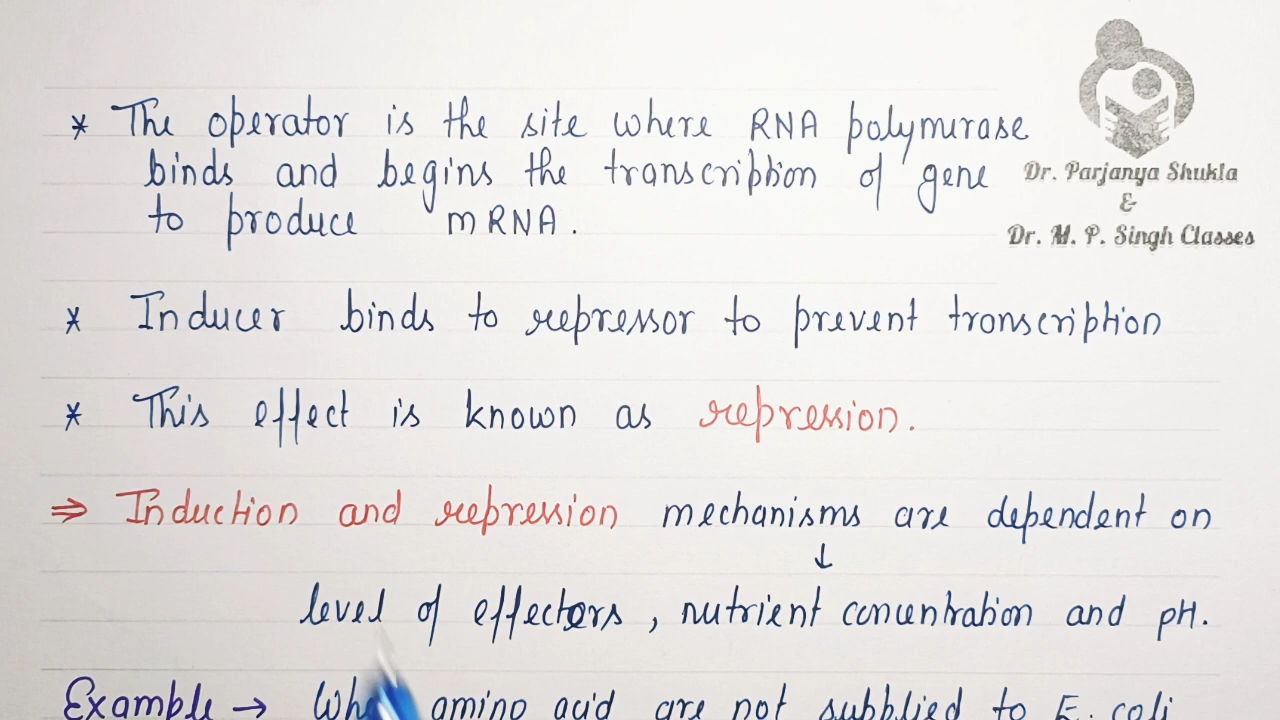 * The operator is the site where RNA polymerase
binds and begins the transcription of gene
to produce mRNA.
* Inducer binds to repressor to prevent transcription
* This effect is known as repression.
⇒ Induction and repression mechanisms are dependent on
↓
level of effectors, nutrient concentration and pH.
Example → amino acid are not supplied to E. coli
Dr. Parjanya Shukla
&
Dr. M. P. Singh Classes